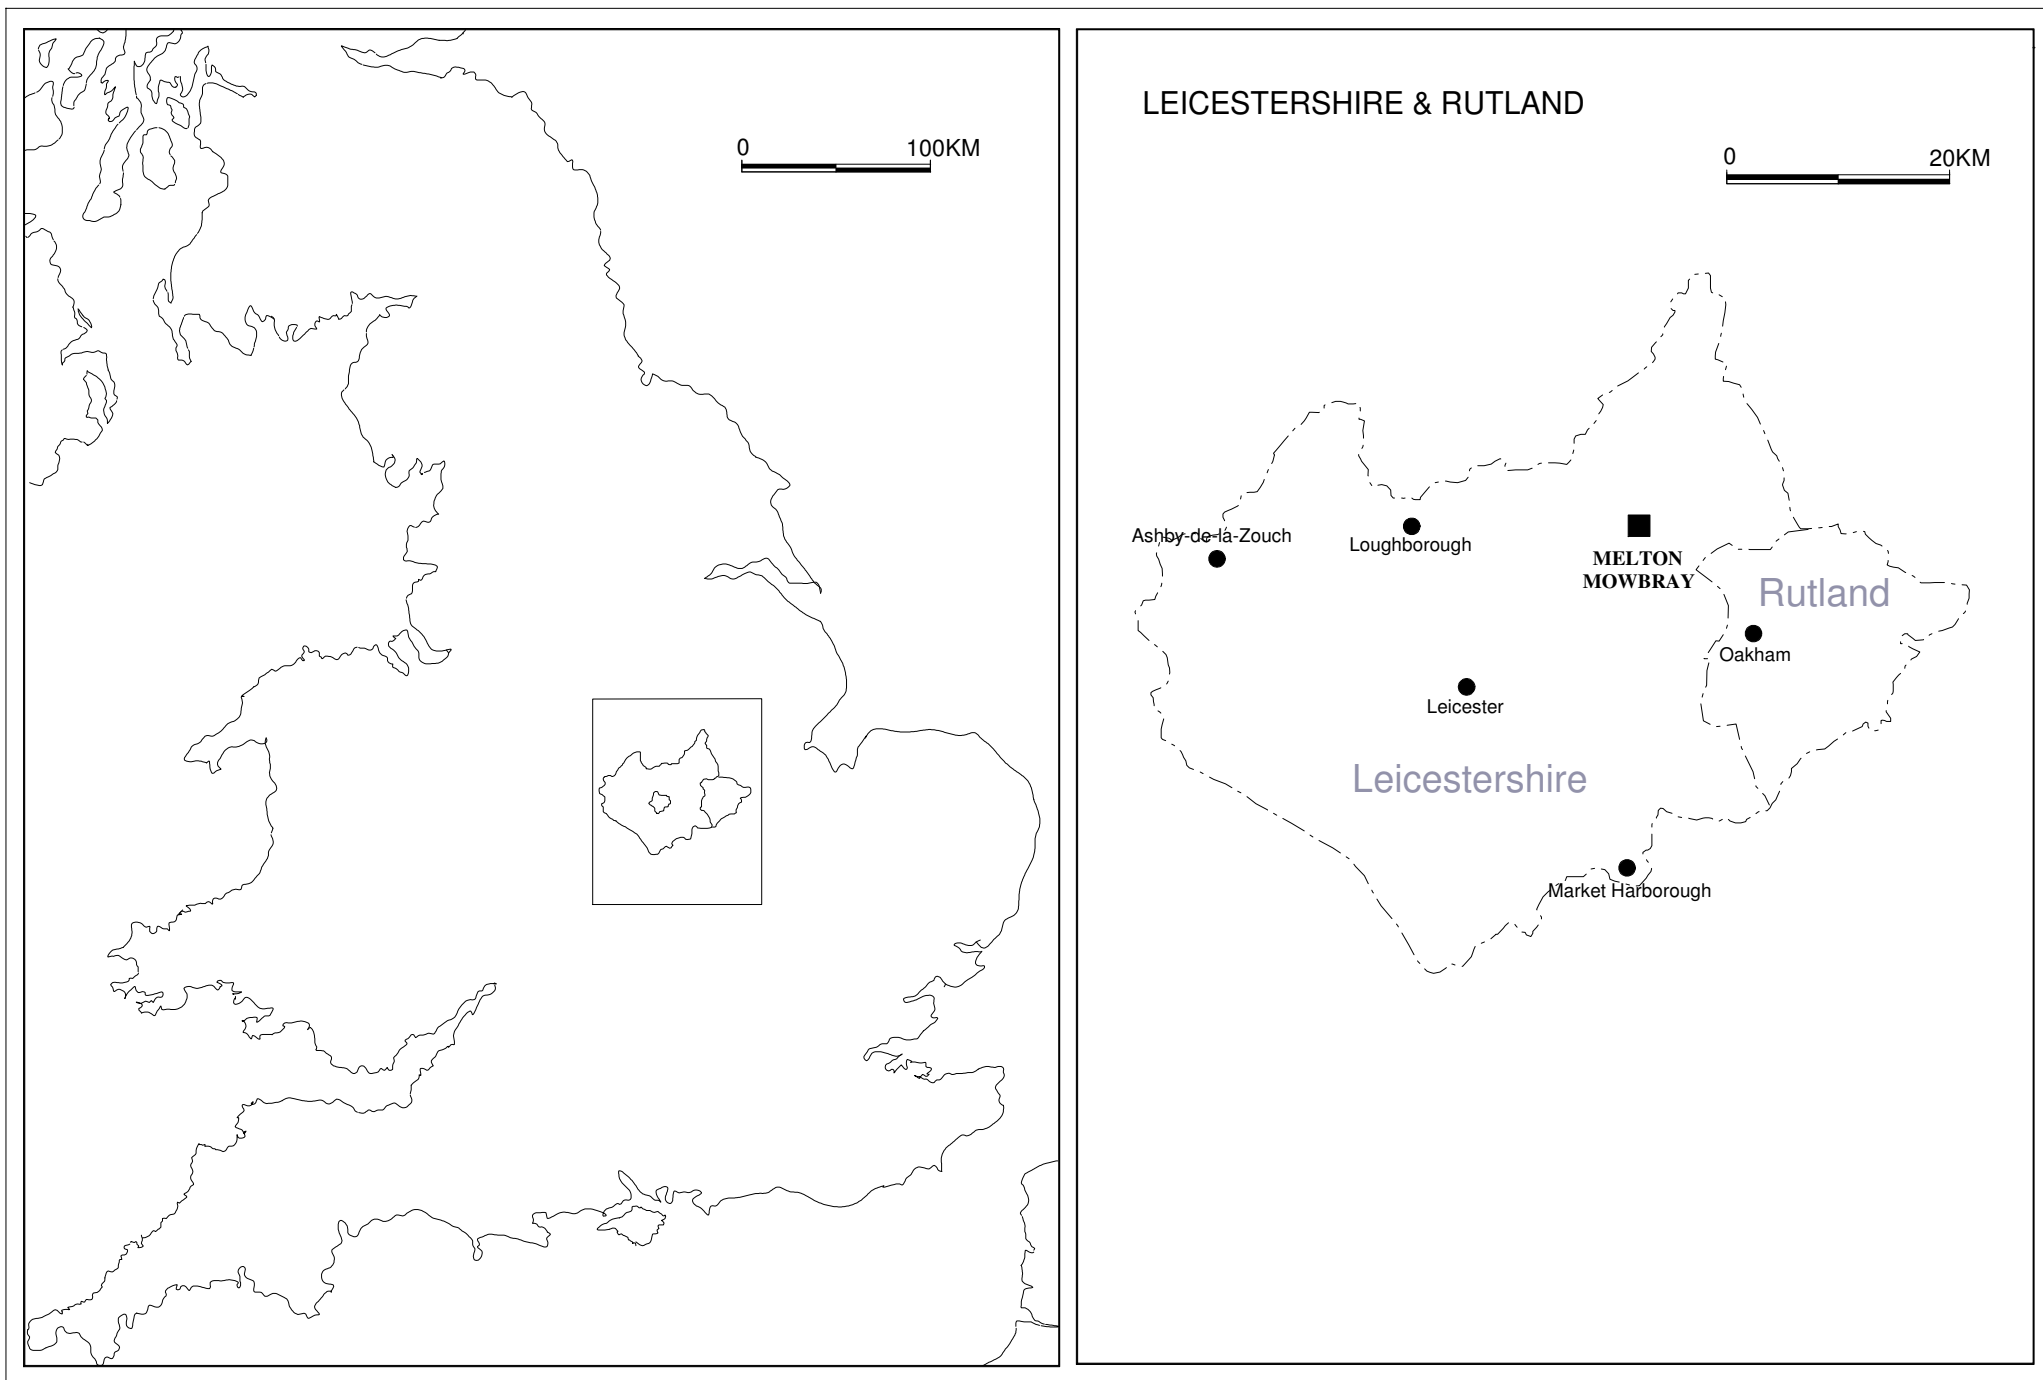 0 100KM
LEICESTERSHIRE & RUTLAND
0 20KM
Ashby-de-la-Zouch
Loughborough
MELTON
MOWBRAY
Rutland
Oakham
Leicester
Leicestershire
Market Harborough